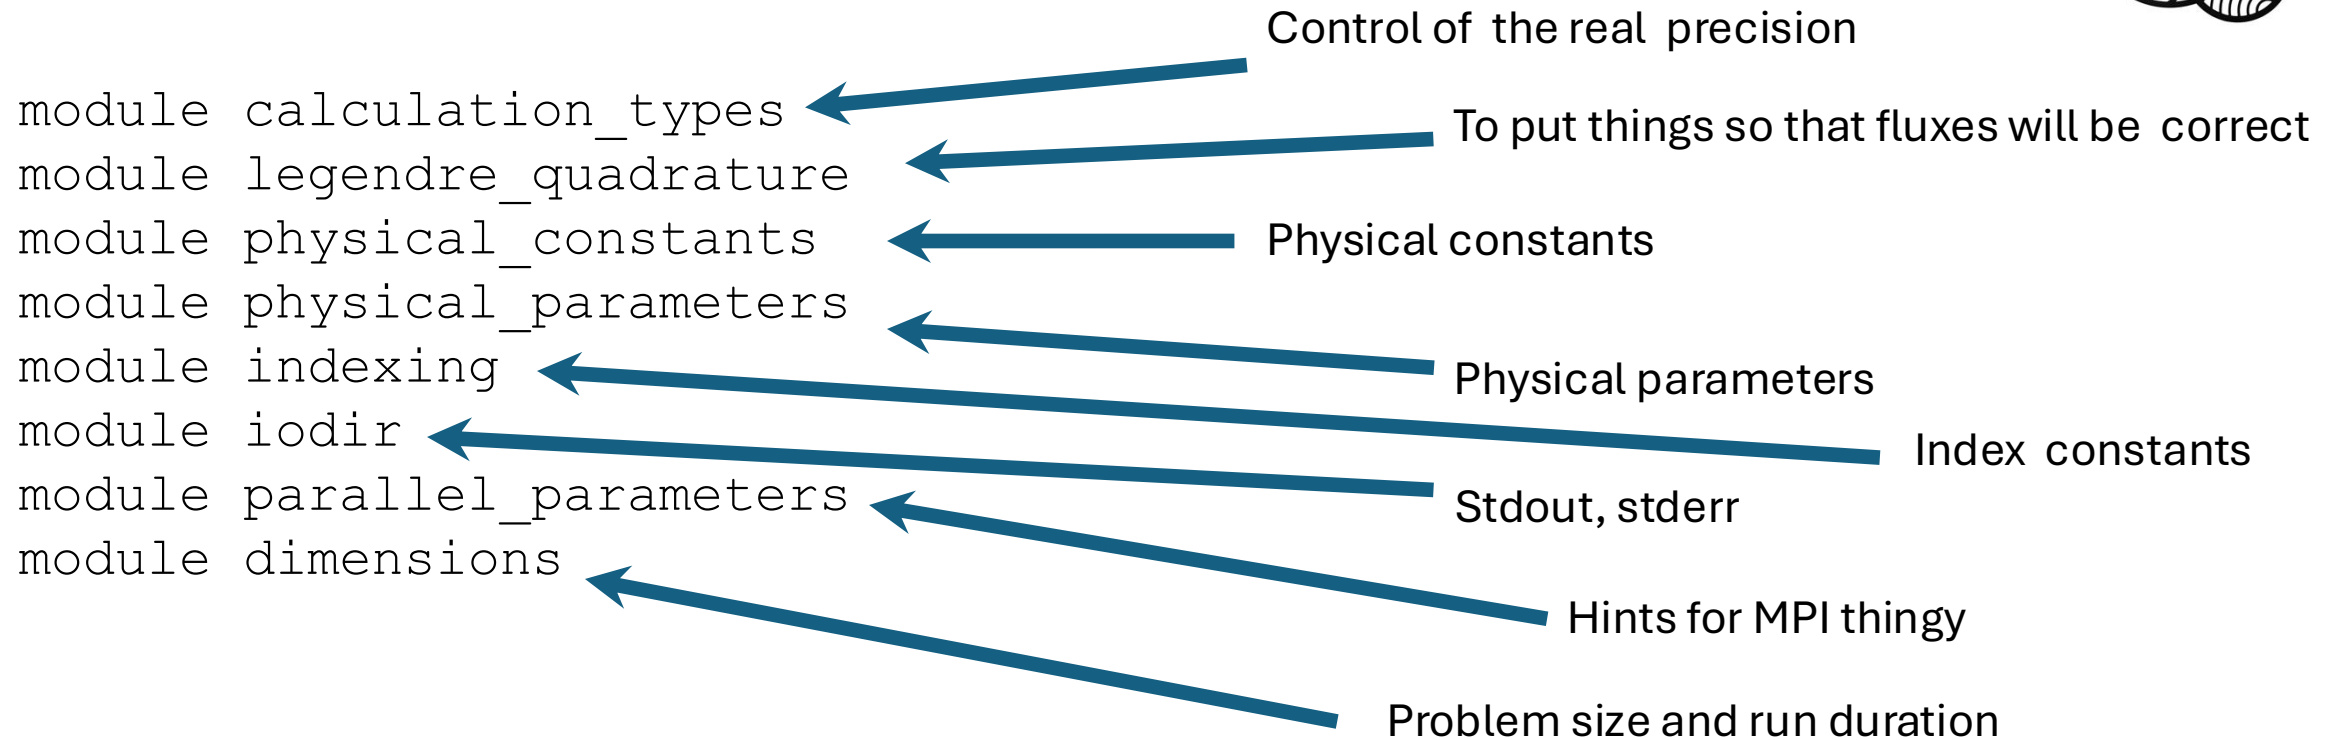 Control of the real precision
module calculation_types
To put things so that fluxes will be correct
module legendre_quadrature
module physical_constants
Physical constants
module physical_parameters
Physical parameters
module indexing
Index constants
module iodir
Stdout, stderr
module parallel_parameters
Hints for MPI thingy
module dimensions
Problem size and run duration